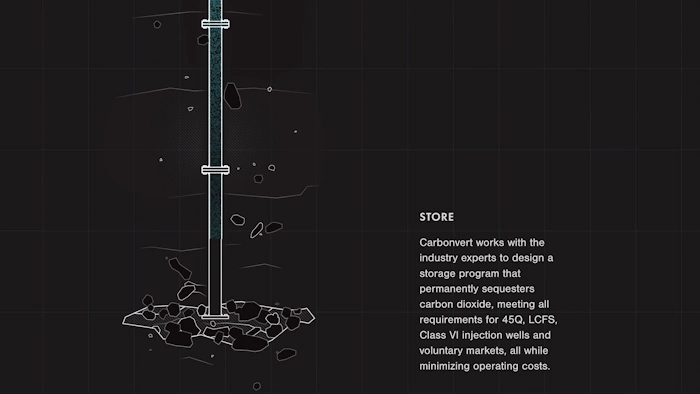 STORE
Carbonvert works with the
industry experts to design a
storage program that
permanently sequesters
carbon dioxide, meeting all
requirements for 45Q, LCFS,
Class VI injection wells and
voluntary markets, all while
minimizing operating costs.